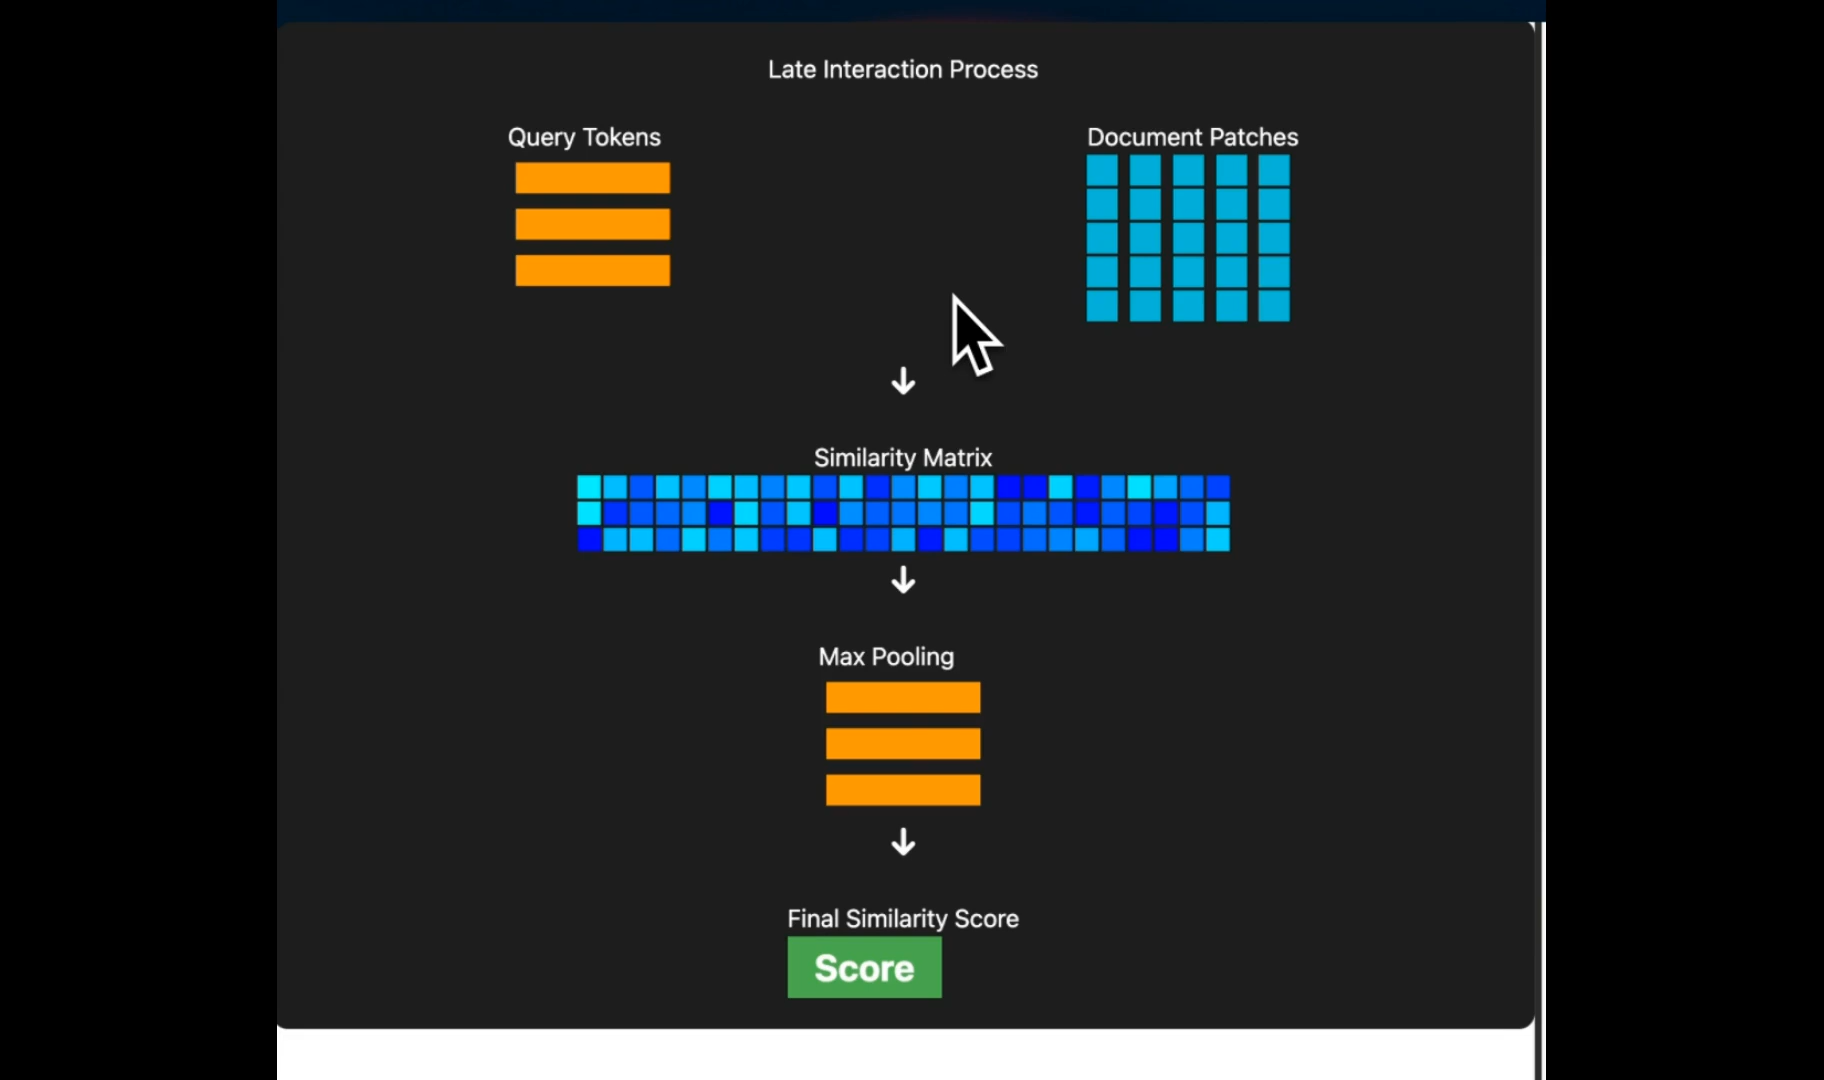 Late Interaction Process
Query Tokens
Document Patches
Similarity Matrix
Max Pooling
Final Similarity Score
Score